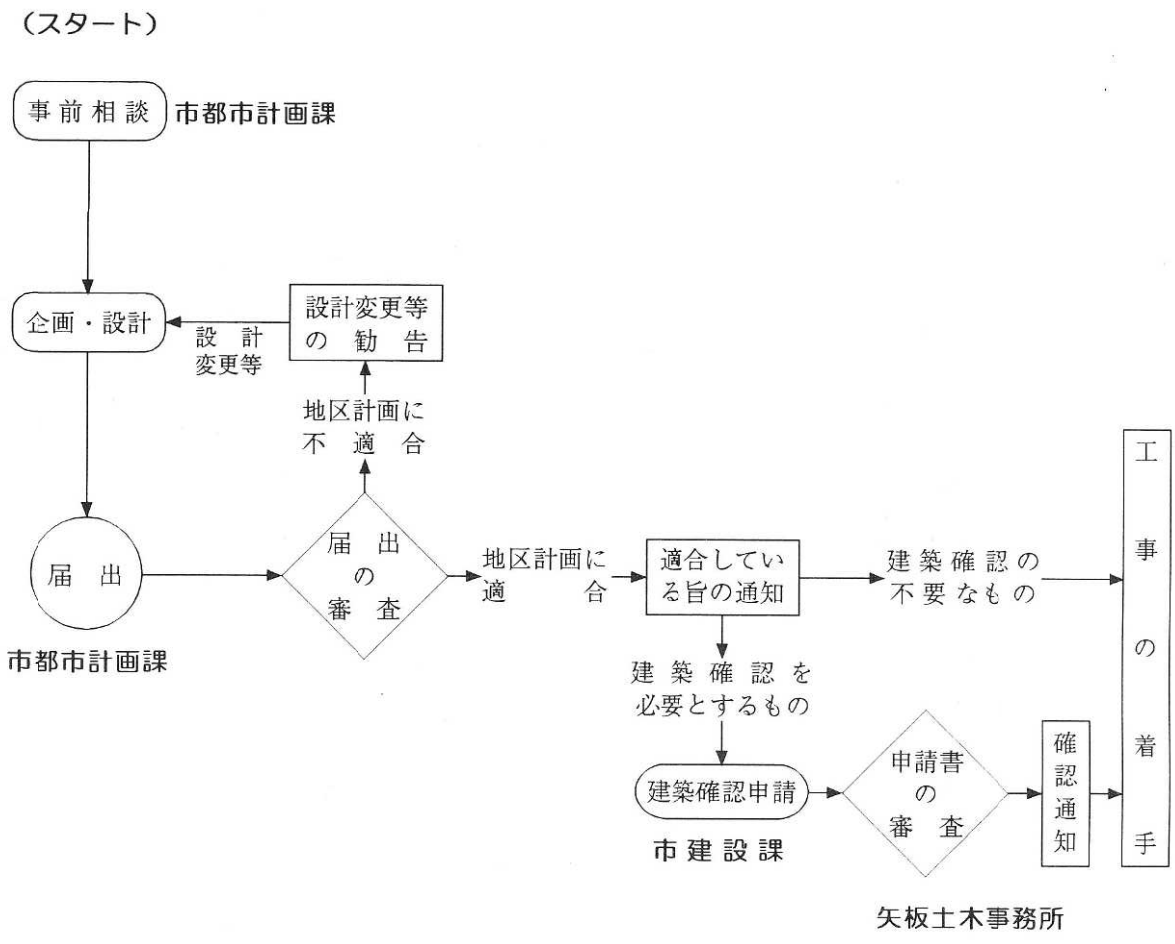 (スタート)
事前相談
市都市計画課
企画・設計
設計
変更等
設計変更等
の勧告
地区計画に
不適合
届出
市都市計画課
届出
の
審査
地区計画に
適合
適合してい
る旨の通知
建築確認の
不要なもの
建築確認を
必要とするもの
建築確認申請
市建設課
申請書
の
審査
矢板土木事務所
確認通知
工事の着手